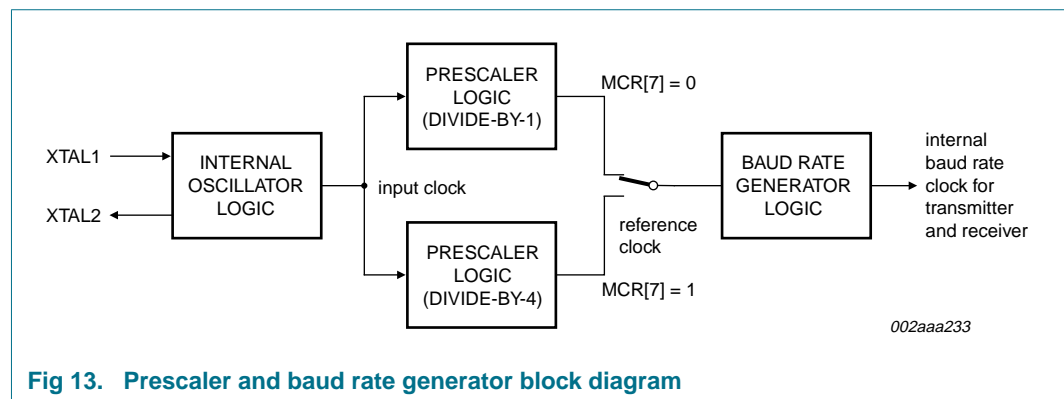 PRESCALER
LOGIC
(DIVIDE-BY-1)
MCR[7] = 0
XTAL1
XTAL2
INTERNAL
OSCILLATOR
LOGIC
input clock
BAUD RATE
GENERATOR
LOGIC
internal
baud rate
clock for
transmitter
and receiver
reference
clock
PRESCALER
LOGIC
(DIVIDE-BY-4)
MCR[7] = 1
002aaa233
Fig 13. Prescaler and baud rate generator block diagram